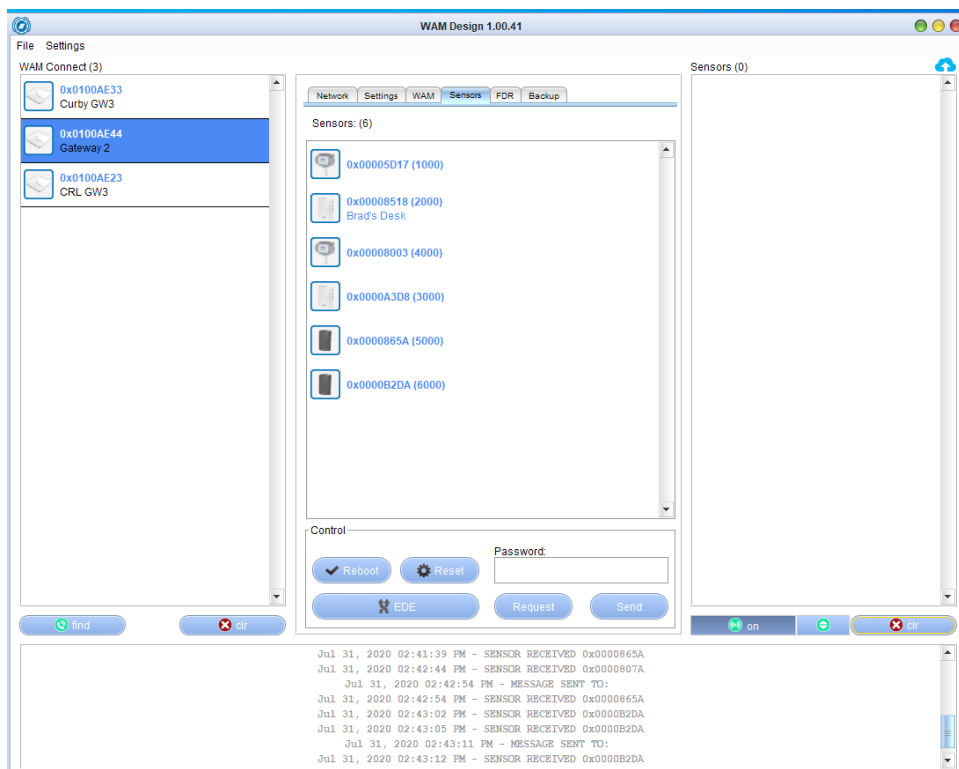 WAM Design 1.00.41
File Settings
WAM Connect (3)
0x0100AE33
Curby GW3
0x0100AE44
Gateway 2
0x0100AE23
CRL GW3
find
clr
Network Settings WAM Sensors FDR Backup
Sensors: (6)
0x00005D17 (1000)
0x00008518 (2000)
Brad's Desk
0x00008003 (4000)
0x0000A3D8 (3000)
0x0000865A (5000)
0x0000B2DA (6000)
Control
Password:
Reboot
Reset
EDE
Request
Send
Sensors (0)
on
clr
Jul 31, 2020 02:41:39 PM - SENSOR RECEIVED 0x0000865A
Jul 31, 2020 02:42:44 PM - SENSOR RECEIVED 0x0000807A
Jul 31, 2020 02:42:54 PM - MESSAGE SENT TO:
Jul 31, 2020 02:42:54 PM - SENSOR RECEIVED 0x0000865A
Jul 31, 2020 02:43:02 PM - SENSOR RECEIVED 0x0000B2DA
Jul 31, 2020 02:43:05 PM - SENSOR RECEIVED 0x0000B2DA
Jul 31, 2020 02:43:11 PM - MESSAGE SENT TO:
Jul 31, 2020 02:43:12 PM - SENSOR RECEIVED 0x0000B2DA